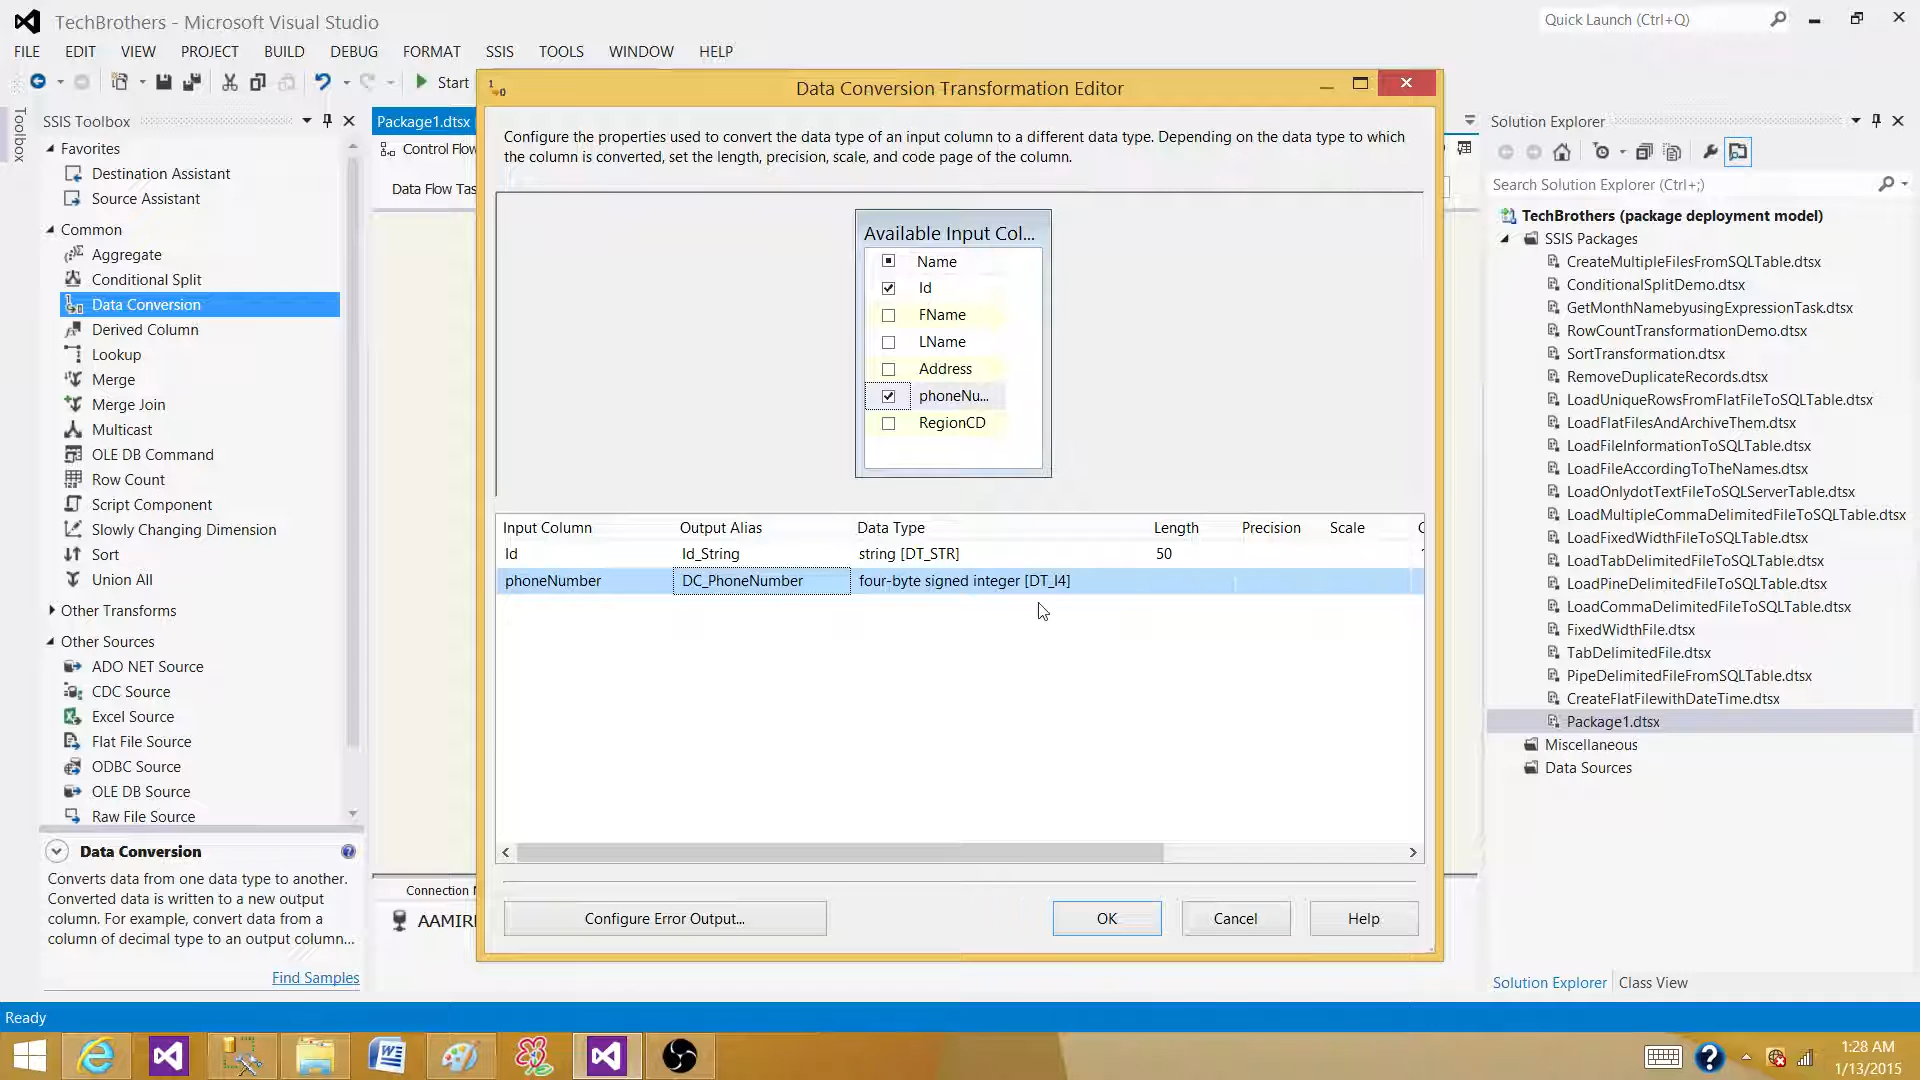 TechBrothers - Microsoft Visual Studio
Quick Launch (Ctrl+Q)
FILE EDIT VIEW PROJECT BUILD DEBUG FORMAT SSIS TOOLS WINDOW HELP
Start
Toolbox
SSIS Toolbox
Favorites
Destination Assistant
Source Assistant
Common
Aggregate
Conditional Split
Data Conversion
Derived Column
Lookup
Merge
Merge Join
Multicast
OLE DB Command
Row Count
Script Component
Slowly Changing Dimension
Sort
Union All
Other Transforms
Other Sources
ADO NET Source
CDC Source
Excel Source
Flat File Source
ODBC Source
OLE DB Source
Raw File Source
Data Conversion
Converts data from one data type to another.
Converted data is written to a new output
column. For example, convert data from a
column of decimal type to an output column...
Find Samples
Package1.dtsx
Control Flow
Data Flow Tas
Connection
AAMIR
Data Conversion Transformation Editor
Configure the properties used to convert the data type of an input column to a different data type. Depending on the data type to which
the column is converted, set the length, precision, scale, and code page of the column.
Available Input Col...
Name
Id
FName
LName
Address
phoneNu...
RegionCD
Input Column Output Alias Data Type Length Precision Scale
Id Id_String string [DT_STR] 50
phoneNumber DC_PhoneNumber four-byte signed integer [DT_I4]
Configure Error Output...
OK
Cancel
Help
Solution Explorer
Search Solution Explorer (Ctrl+;)
TechBrothers (package deployment model)
SSIS Packages
CreateMultipleFilesFromSQLTable.dtsx
ConditionalSplitDemo.dtsx
GetMonthNamebyusingExpressionTask.dtsx
RowCountTransformationDemo.dtsx
SortTransformation.dtsx
RemoveDuplicateRecords.dtsx
LoadUniqueRowsFromFlatFileToSQLTable.dtsx
LoadFlatFilesAndArchiveThem.dtsx
LoadFileInformationToSQLTable.dtsx
LoadFileAccordingToTheNames.dtsx
LoadOnlydotTextFileToSQLServerTable.dtsx
LoadMultipleCommaDelimitedFileToSQLTable.dtsx
LoadFixedWidthFileToSQLTable.dtsx
LoadTabDelimitedFileToSQLTable.dtsx
LoadPineDelimitedFileToSQLTable.dtsx
LoadCommaDelimitedFileToSQLTable.dtsx
FixedWidthFile.dtsx
TabDelimitedFile.dtsx
PipeDelimitedFileFromSQLTable.dtsx
CreateFlatFilewithDateTime.dtsx
Package1.dtsx
Miscellaneous
Data Sources
Solution Explorer Class View
Ready
1:28 AM
1/13/2015